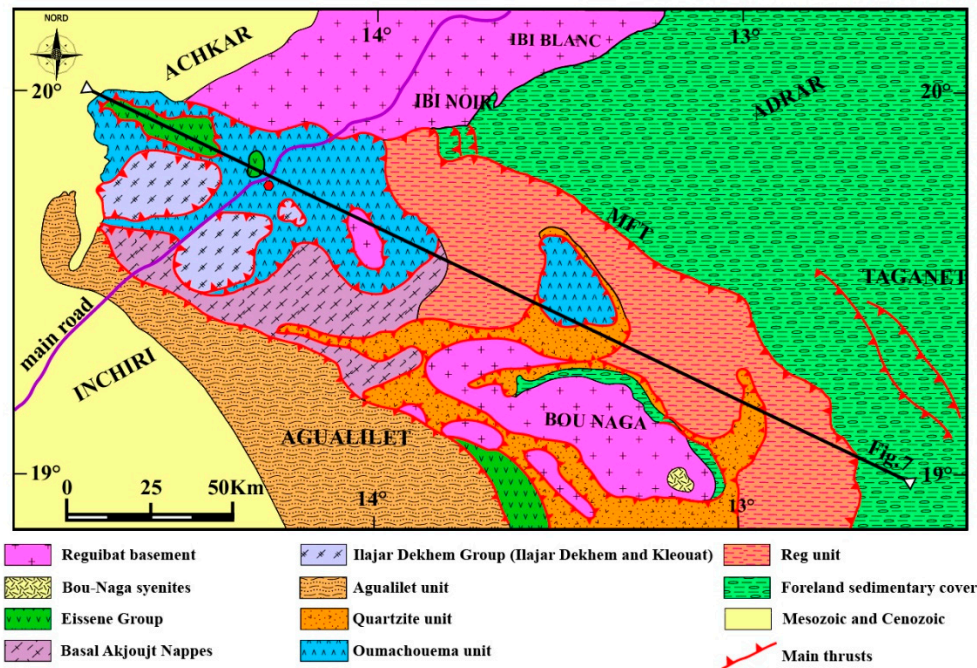 NORD
14°
13°
IBI BLANC
ACHKAR
20°
20°
IBI NOIR
ADRAR
MFT
TAGANET
main road
INCHIRI
BOU NAGA
AGUALILET
Fig.7
19°
19°
0 25 50Km
14°
13°
Reguibat basement
Ilajar Dekhem Group (Ilajar Dekhem and Kleouat)
Reg unit
Bou-Naga syenites
Agualilet unit
Foreland sedimentary cover
Eissene Group
Quartzite unit
Mesozoic and Cenozoic
Basal Akjoujt Nappes
Oumachouema unit
Main thrusts